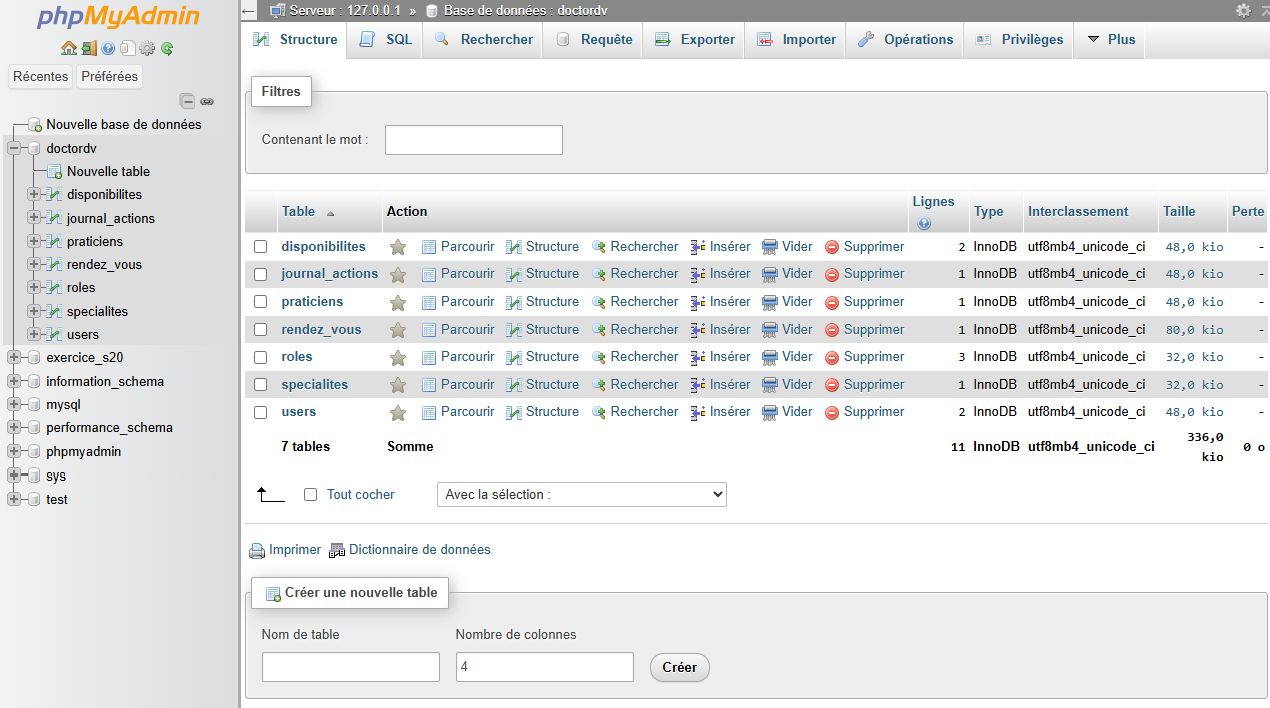 phpMyAdmin
Récentes Préférées
Nouvelle base de données
doctordv
Nouvelle table
disponibilites
journal_actions
praticiens
rendez_vous
roles
specialites
users
exercice_s20
information_schema
mysql
performance_schema
phpmyadmin
sys
test
Serveur : 127.0.0.1 » Base de données : doctordv
Structure SQL Rechercher Requête Exporter Importer Opérations Privilèges Plus
Filtres
Contenant le mot :
Table Action Lignes Type Interclassement Taille Perte
disponibilites Parcourir Structure Rechercher Insérer Vider Supprimer 2 InnoDB utf8mb4_unicode_ci 48,0 kio -
journal_actions Parcourir Structure Rechercher Insérer Vider Supprimer 1 InnoDB utf8mb4_unicode_ci 48,0 kio -
praticiens Parcourir Structure Rechercher Insérer Vider Supprimer 1 InnoDB utf8mb4_unicode_ci 48,0 kio -
rendez_vous Parcourir Structure Rechercher Insérer Vider Supprimer 1 InnoDB utf8mb4_unicode_ci 80,0 kio -
roles Parcourir Structure Rechercher Insérer Vider Supprimer 3 InnoDB utf8mb4_unicode_ci 32,0 kio -
specialites Parcourir Structure Rechercher Insérer Vider Supprimer 1 InnoDB utf8mb4_unicode_ci 32,0 kio -
users Parcourir Structure Rechercher Insérer Vider Supprimer 2 InnoDB utf8mb4_unicode_ci 48,0 kio -
7 tables Somme 11 InnoDB utf8mb4_unicode_ci 336,0 kio 0 o
Tout cocher Avec la sélection :
Imprimer Dictionnaire de données
Créer une nouvelle table
Nom de table Nombre de colonnes
4 Créer